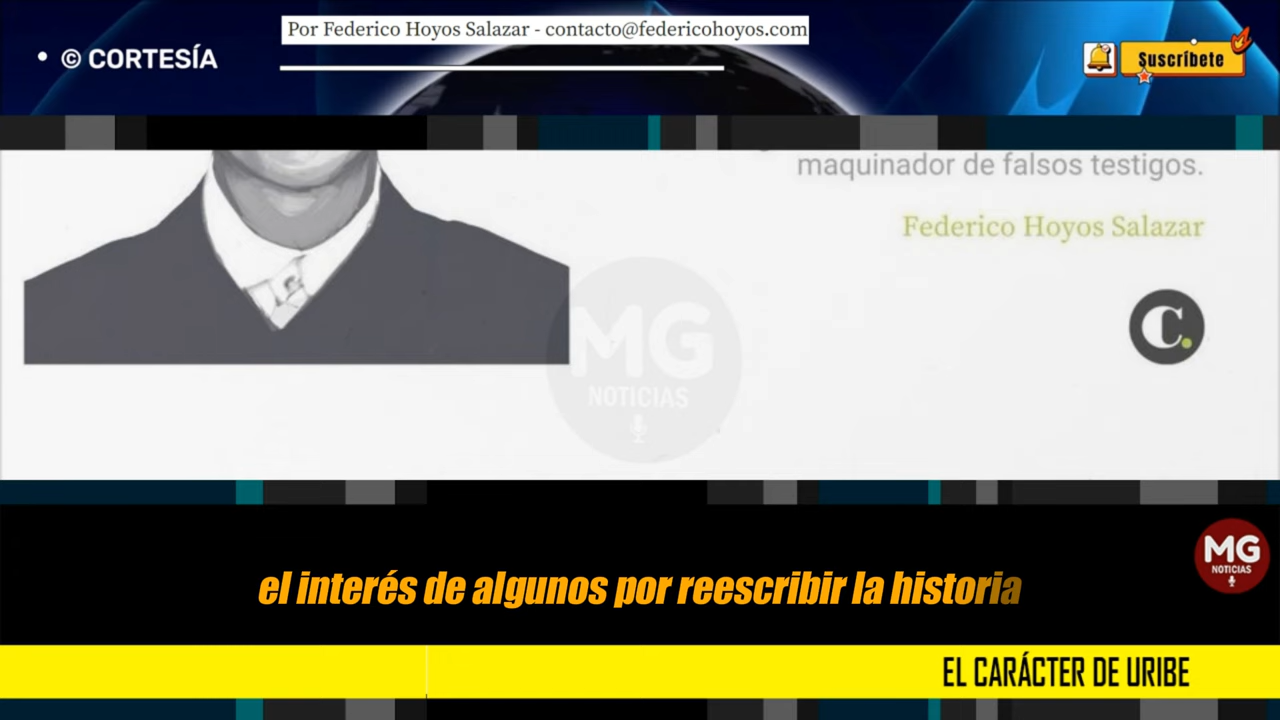 Por Federico Hoyos Salazar - contacto@federicohoyos.com
• © CORTESÍA
Suscríbete
maquinador de falsos testigos.
Federico Hoyos Salazar
C.
MG
NOTICIAS
el interés de algunos por reescribir la historia
MG
NOTICIAS
EL CARÁCTER DE URIBE